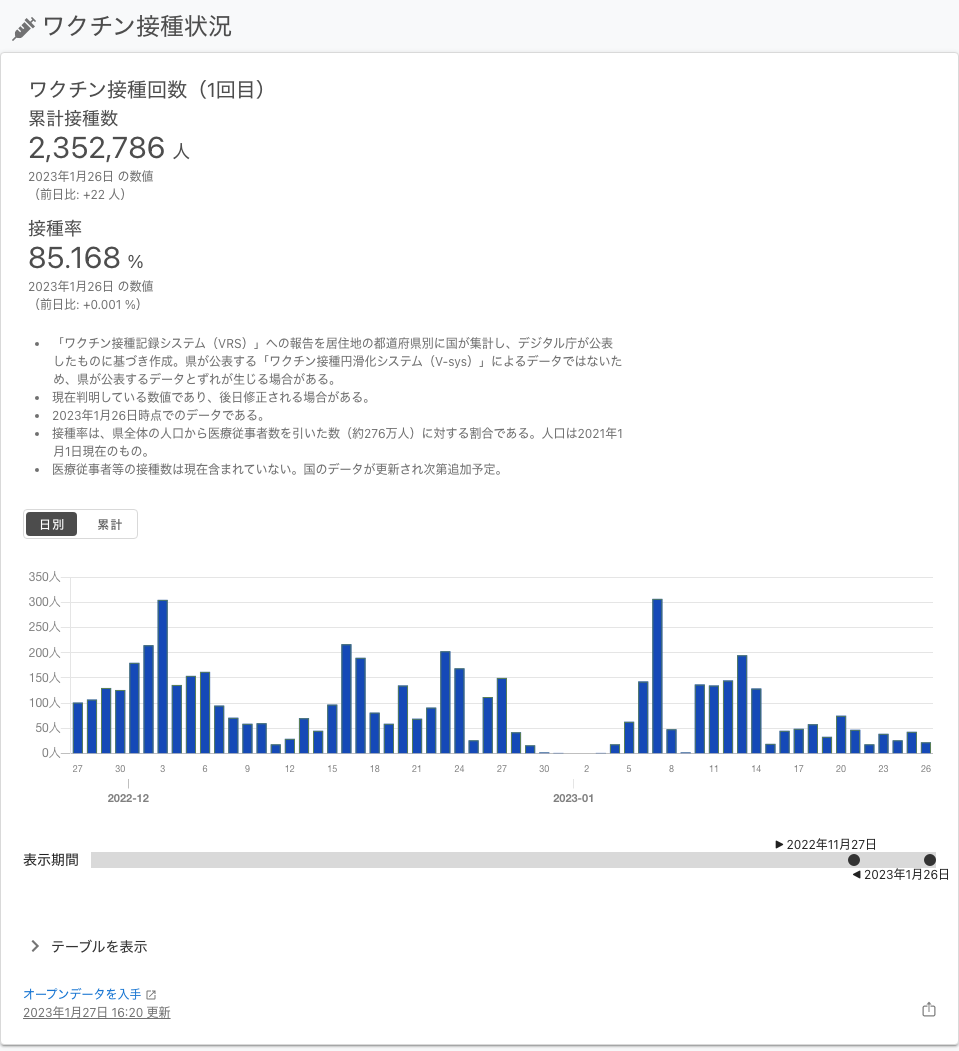 ワクチン接種状況
ワクチン接種回数（1回目）
累計接種数
2,352,786 人
2023年1月26日 の数値
（前日比: +22 人）
接種率
85.168 %
2023年1月26日 の数値
（前日比: +0.001 %）
• 「ワクチン接種記録システム（VRS）」への報告を居住地の都道府県別に国が集計し、デジタル庁が公表
したものに基づき作成。県が公表する「ワクチン接種円滑化システム（V-sys）」によるデータではないた
め、県が公表するデータとずれが生じる場合がある。
• 現在判明している数値であり、後日修正される場合がある。
• 2023年1月26日時点でのデータである。
• 接種率は、県全体の人口から医療従事者数を引いた数（約276万人）に対する割合である。人口は2021年1
月1日現在のもの。
• 医療従事者等の接種数は現在含まれていない。国のデータが更新され次第追加予定。
日別 累計
350人
300人
250人
200人
150人
100人
50人
0人
27 30 3 6 9 12 15 18 21 24 27 30 2 5 8 11 14 17 20 23 26
2022-12 2023-01
2022年11月27日
表示期間
2023年1月26日
テーブルを表示
オープンデータを入手
2023年1月27日 16:20 更新